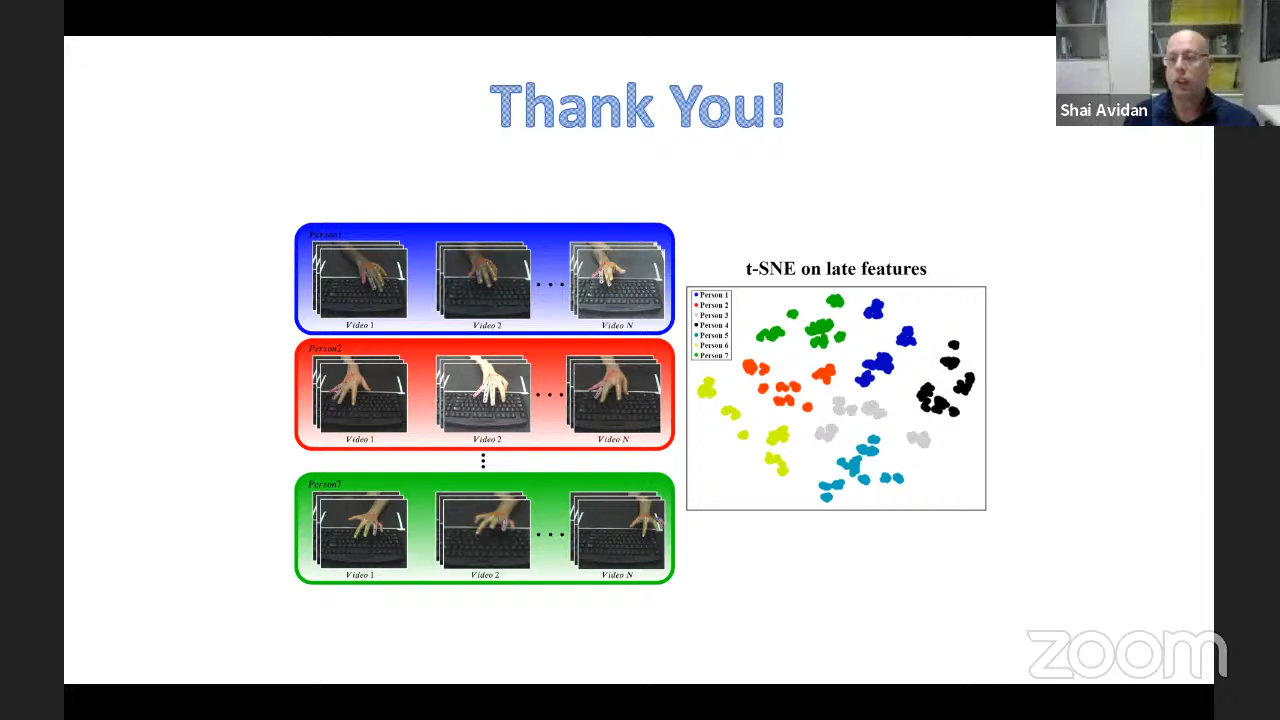 Thank You!
Shai Avidan
Person1
Video 1
Video 2
Video N
Person2
Video 1
Video 2
Video N
Person7
Video 1
Video 2
Video N
t-SNE on late features
Person 1
Person 2
Person 3
Person 4
Person 5
Person 6
Person 7
zoom